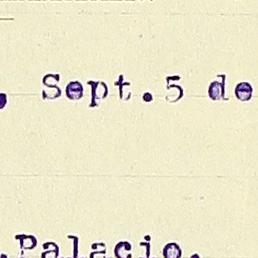 , Sept.5 de
.Palacio.